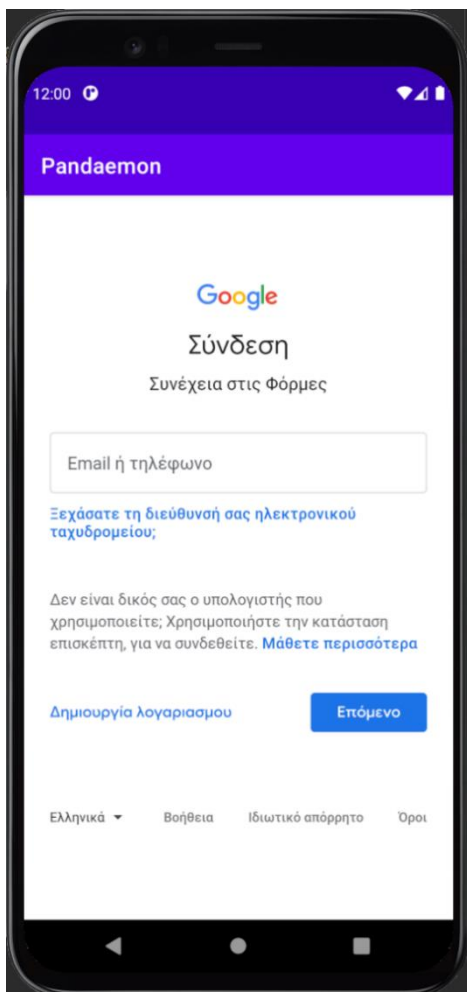 12:00
Pandaemon
Google
Σύνδεση
Συνέχεια στις Φόρμες
Email ή τηλέφωνο
Ξεχάσατε τη διεύθυνσή σας ηλεκτρονικού
ταχυδρομείου;
Δεν είναι δικός σας ο υπολογιστής που
χρησιμοποιείτε; Χρησιμοποιήστε την κατάσταση
επισκέπτη, για να συνδεθείτε. Μάθετε περισσότερα
Δημιουργία λογαριασμου
Επόμενο
Ελληνικά Βοήθεια Ιδιωτικό απόρρητο Όροι